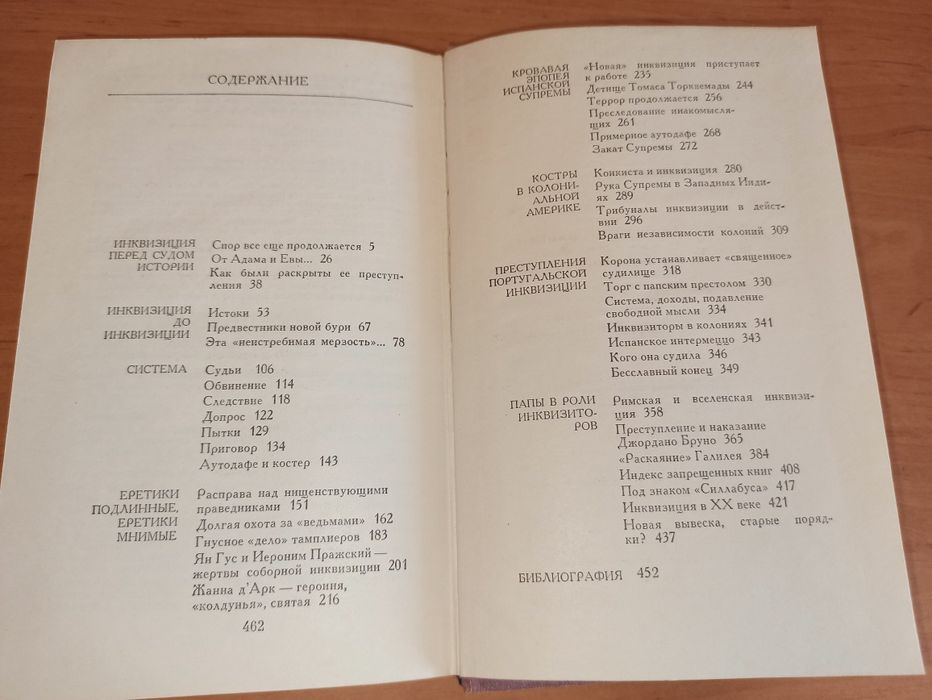 СОДЕРЖАНИЕ
ИНКВИЗИЦИЯ
ПЕРЕД СУДОМ
ИСТОРИИ
Спор все еще продолжается 5
От Адама и Евы... 26
Как были раскрыты ее преступ-
ления 38
ИНКВИЗИЦИЯ
ДО
ИНКВИЗИЦИИ
Истоки 53
Предвестники новой бури 67
Эта «неистребимая мерзость»... 78
СИСТЕМА
Судьи 106
Обвинение 114
Следствие 118
Допрос 122
Пытки 129
Приговор 134
Аутодафе и костер 143
ЕРЕТИКИ
ПОДЛИННЫЕ,
ЕРЕТИКИ
МНИМЫЕ
Расправа над нищенствующими
праведниками 151
Долгая охота за «ведьмами» 162
Гнусное «дело» тамплиеров 183
Ян Гус и Иероним Пражский —
жертвы соборной инквизиции 201
Жанна д'Арк — героиня,
«колдунья», святая 216
462
КРОВАВАЯ
ЭПОПЕЯ
ИСПАНСКОЙ
СУПРЕМЫ
«Новая» инквизиция приступает
к работе 235
Детище Томаса Торквемады 244
Террор продолжается 256
Преследование инакомысля-
щих 261
Примерное аутодафе 268
Закат Супремы 272
КОСТРЫ
В КОЛОНИ-
АЛЬНОЙ
АМЕРИКЕ
Конкиста и инквизиция 280
Рука Супремы в Западных Инди-
ях 289
Трибуналы инквизиции в дейст-
вии 296
Враги независимости колоний 309
ПРЕСТУПЛЕНИЯ
ПОРТУГАЛЬСКОЙ
ИНКВИЗИЦИИ
Корона устанавливает «священное»
судилище 318
Торг с папским престолом 330
Система, доходы, подавление
свободной мысли 334
Инквизиторы в колониях 341
Испанское интермеццо 343
Кого она судила 346
Бесславный конец 349
ПАПЫ В РОЛИ
ИНКВИЗИТО-
РОВ
Римская и вселенская инквизи-
ция 358
Преступление и наказание
Джордано Бруно 365
«Раскаяние» Галилея 384
Индекс запрещенных книг 408
Под знаком «Силлабуса» 417
Инквизиция в XX веке 421
Новая вывеска, старые поряд-
ки? 437
БИБЛИОГРАФИЯ 452